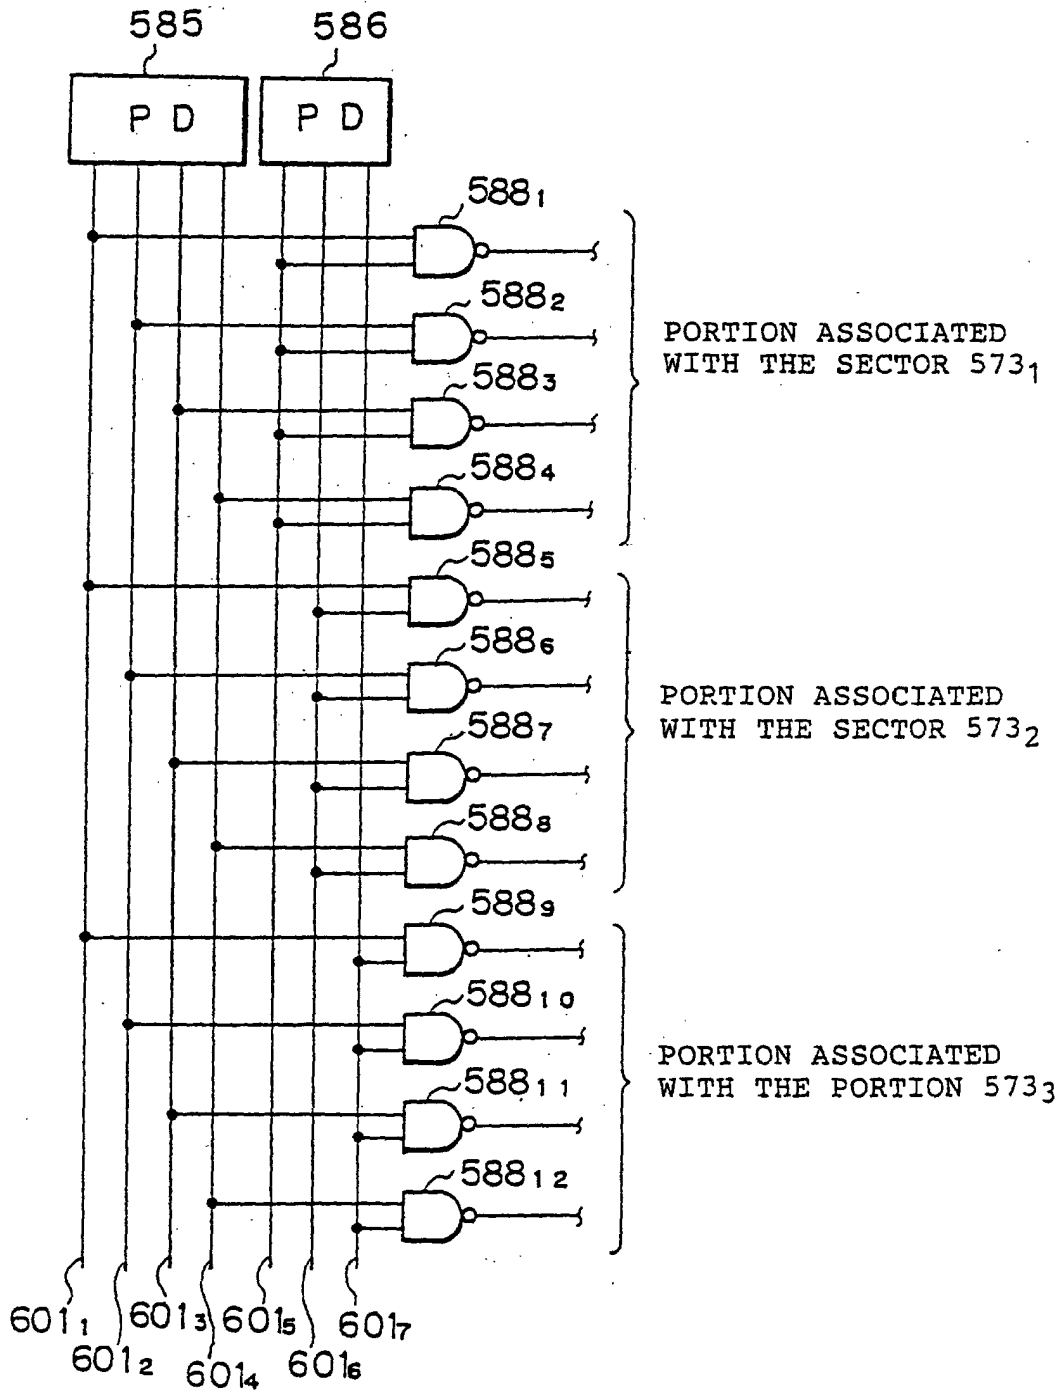 585
586
P D
P D
588₁
588₂
588₃
588₄
PORTION ASSOCIATED
WITH THE SECTOR 573₁
588₅
588₆
588₇
588₈
PORTION ASSOCIATED
WITH THE SECTOR 573₂
588₉
588₁₀
588₁₁
588₁₂
PORTION ASSOCIATED
WITH THE PORTION 573₃
601₁
601₂
601₃
601₄
601₅
601₆
601₇